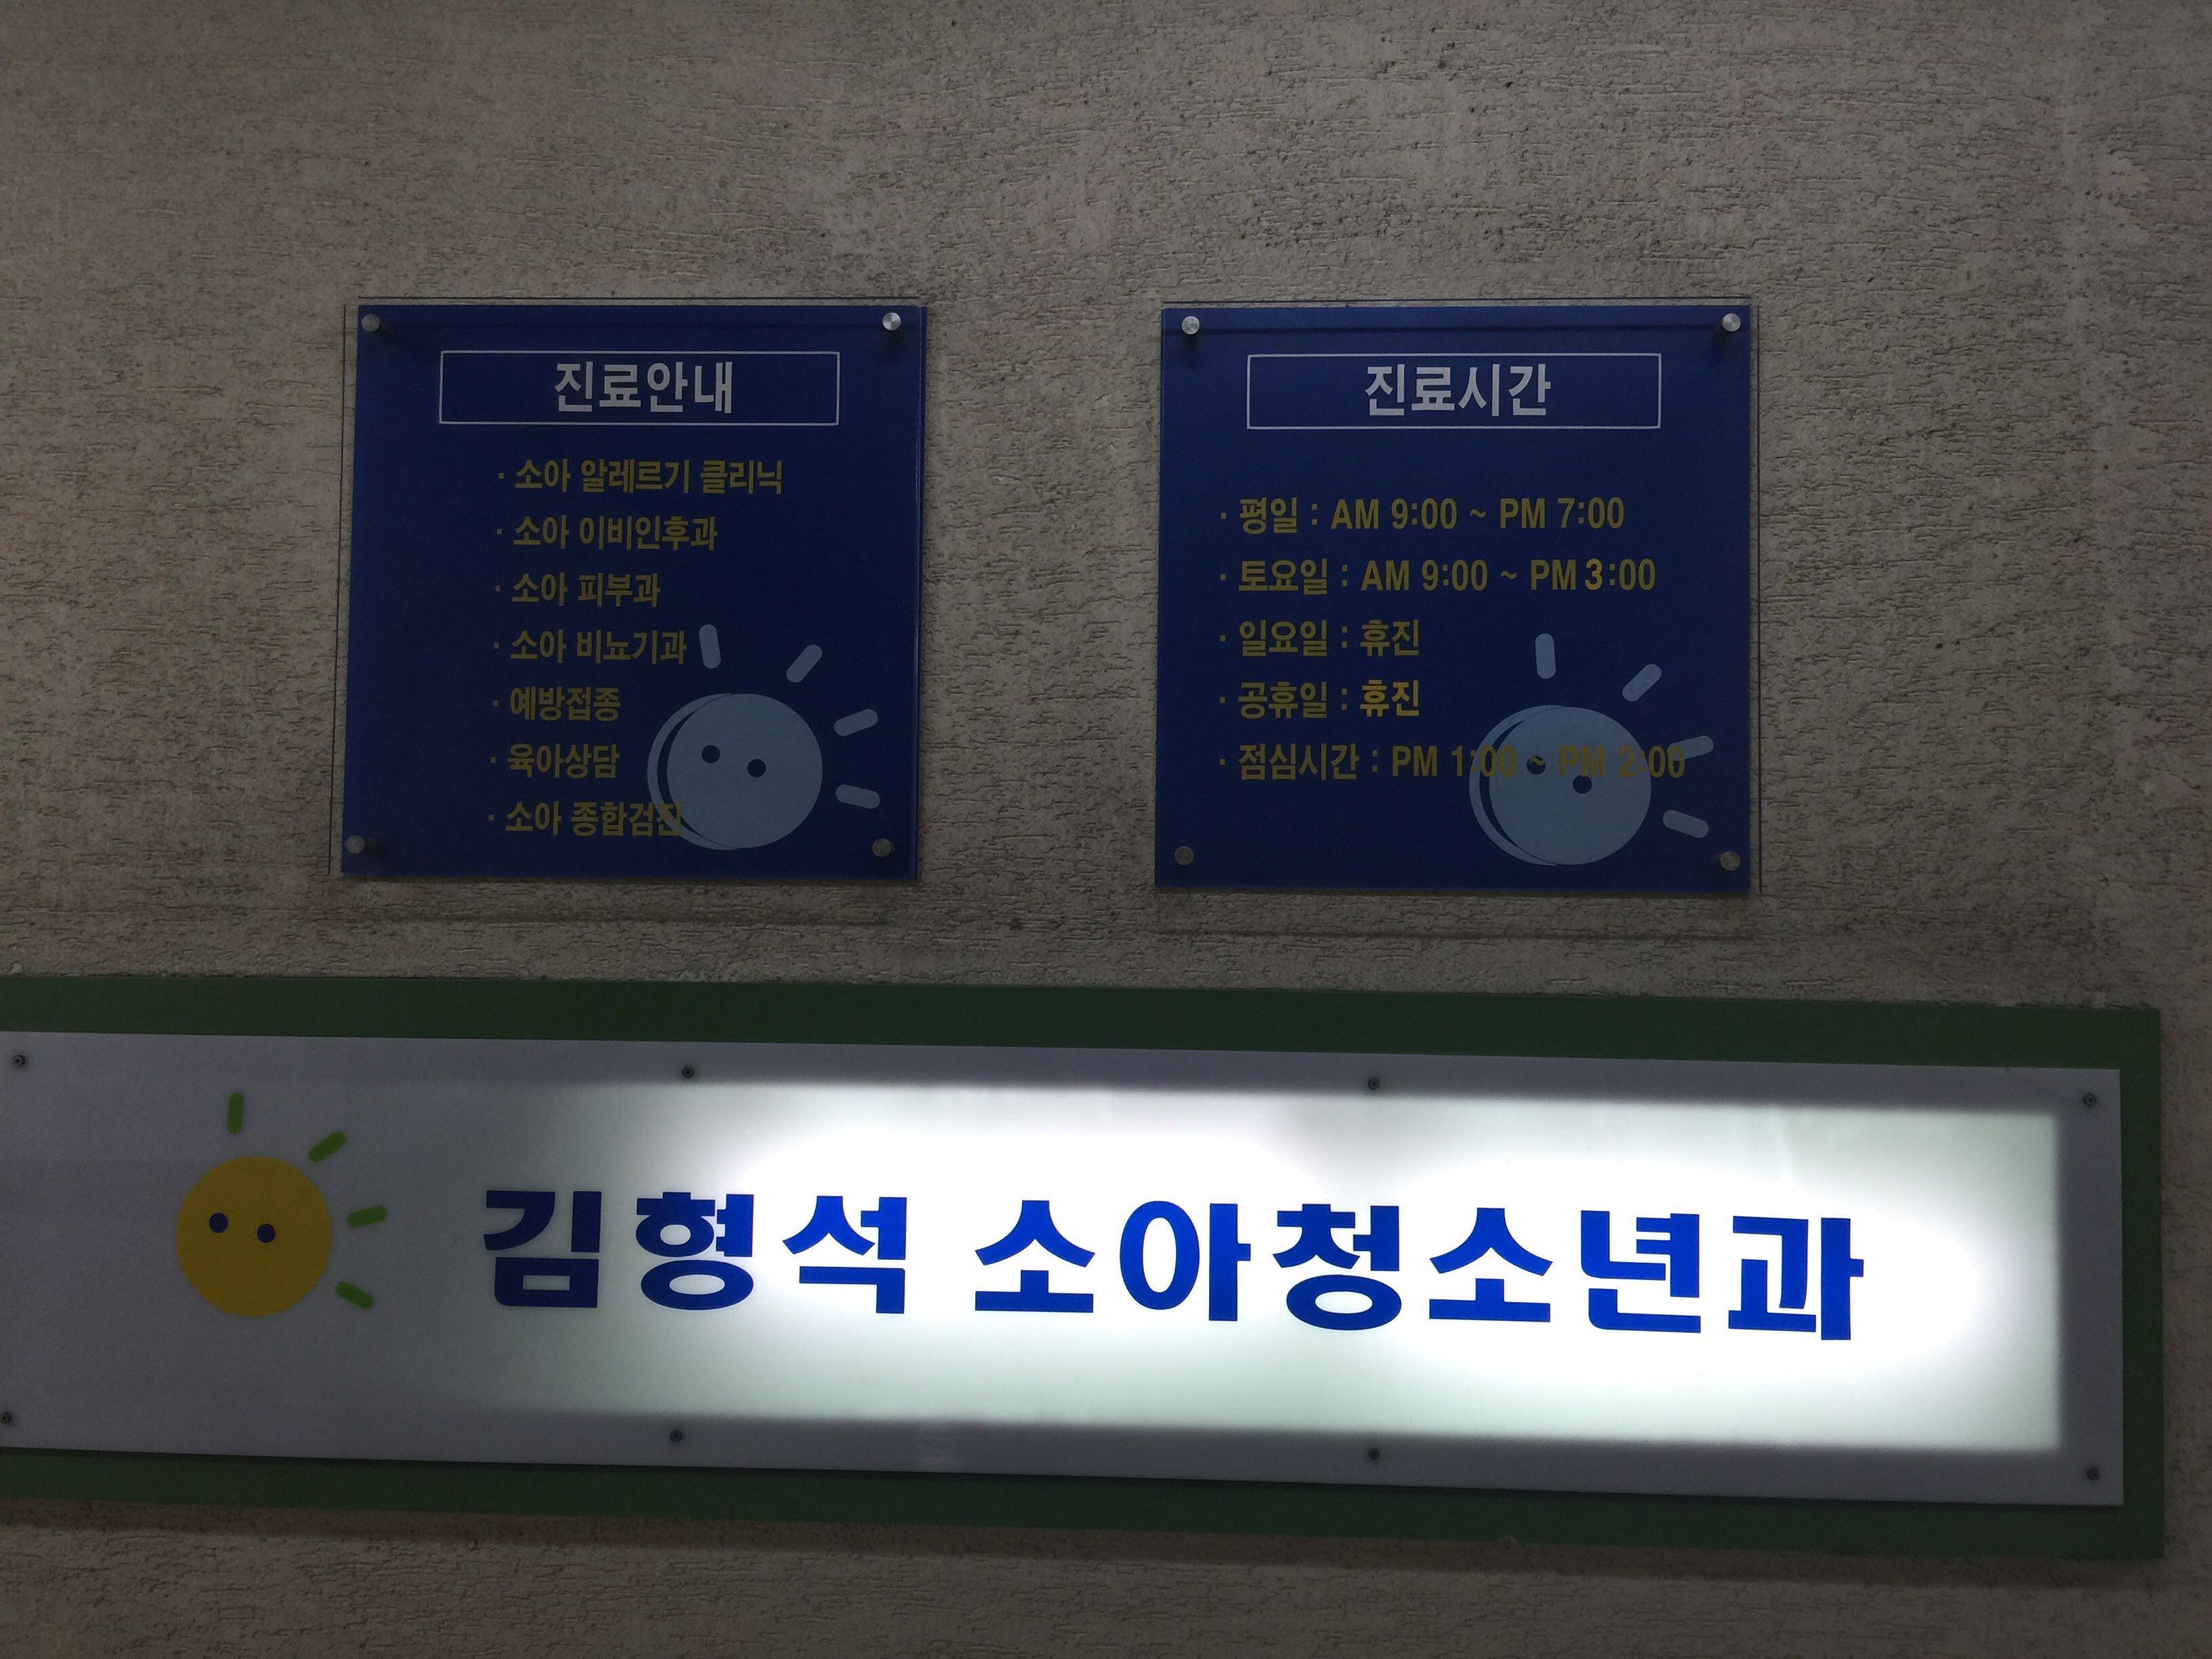 진료안내
· 소아 알레르기 클리닉
· 소아 이비인후과
· 소아 피부과
· 소아 비뇨기과
· 예방접종
· 육아상담
· 소아 종합검진
진료시간
· 평일 : AM 9:00 ~ PM 7:00
· 토요일 : AM 9:00 ~ PM 3:00
· 일요일 : 휴진
· 공휴일 : 휴진
· 점심시간 : PM 1:00 ~ PM 2:00
김형석 소아청소년과